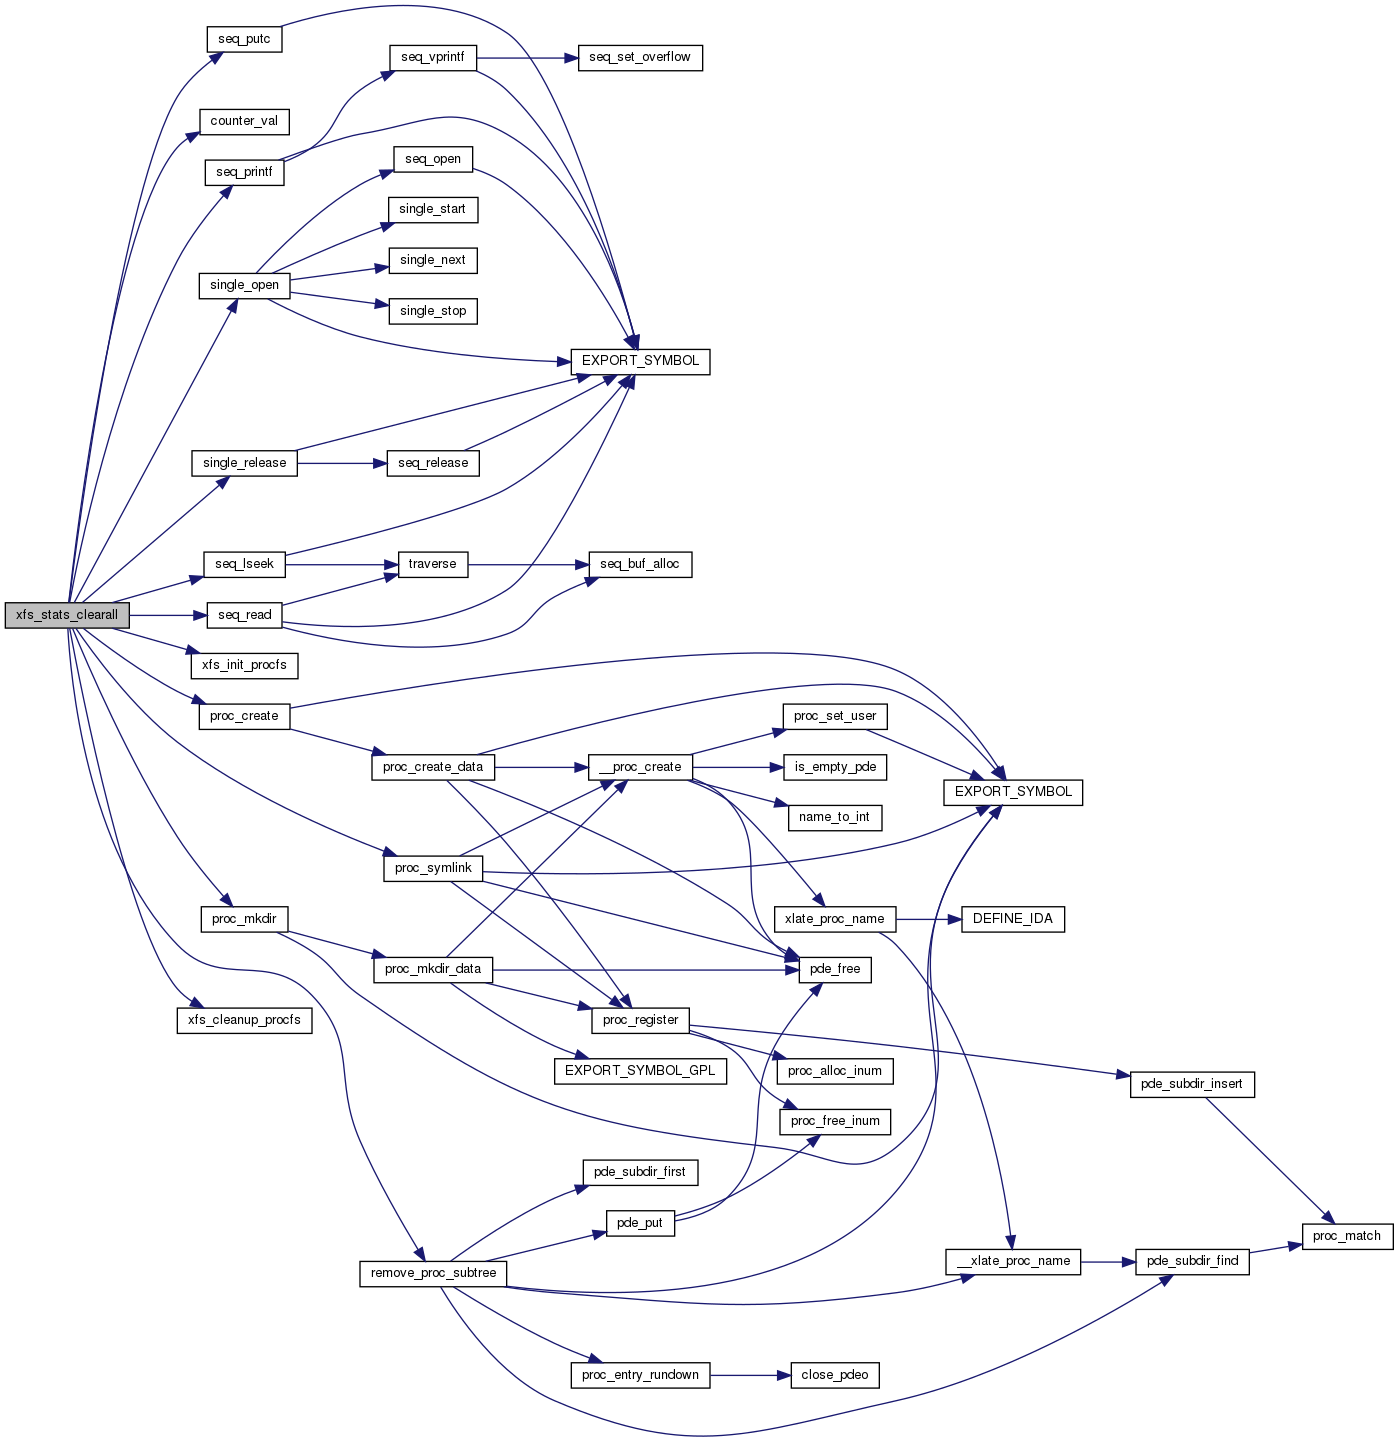 seq_putc
seq_vprintf
seq_set_overflow
counter_val
seq_printf
seq_open
single_start
single_next
single_open
single_stop
EXPORT_SYMBOL
single_release
seq_release
seq_lseek
traverse
seq_buf_alloc
xfs_stats_clearall
seq_read
xfs_init_procfs
proc_create
proc_set_user
proc_create_data
__proc_create
is_empty_pde
EXPORT_SYMBOL
name_to_int
proc_symlink
proc_mkdir
xlate_proc_name
DEFINE_IDA
proc_mkdir_data
pde_free
xfs_cleanup_procfs
proc_register
EXPORT_SYMBOL_GPL
proc_alloc_inum
pde_subdir_insert
proc_free_inum
pde_subdir_first
pde_put
proc_match
remove_proc_subtree
__xlate_proc_name
pde_subdir_find
proc_entry_rundown
close_pdeo